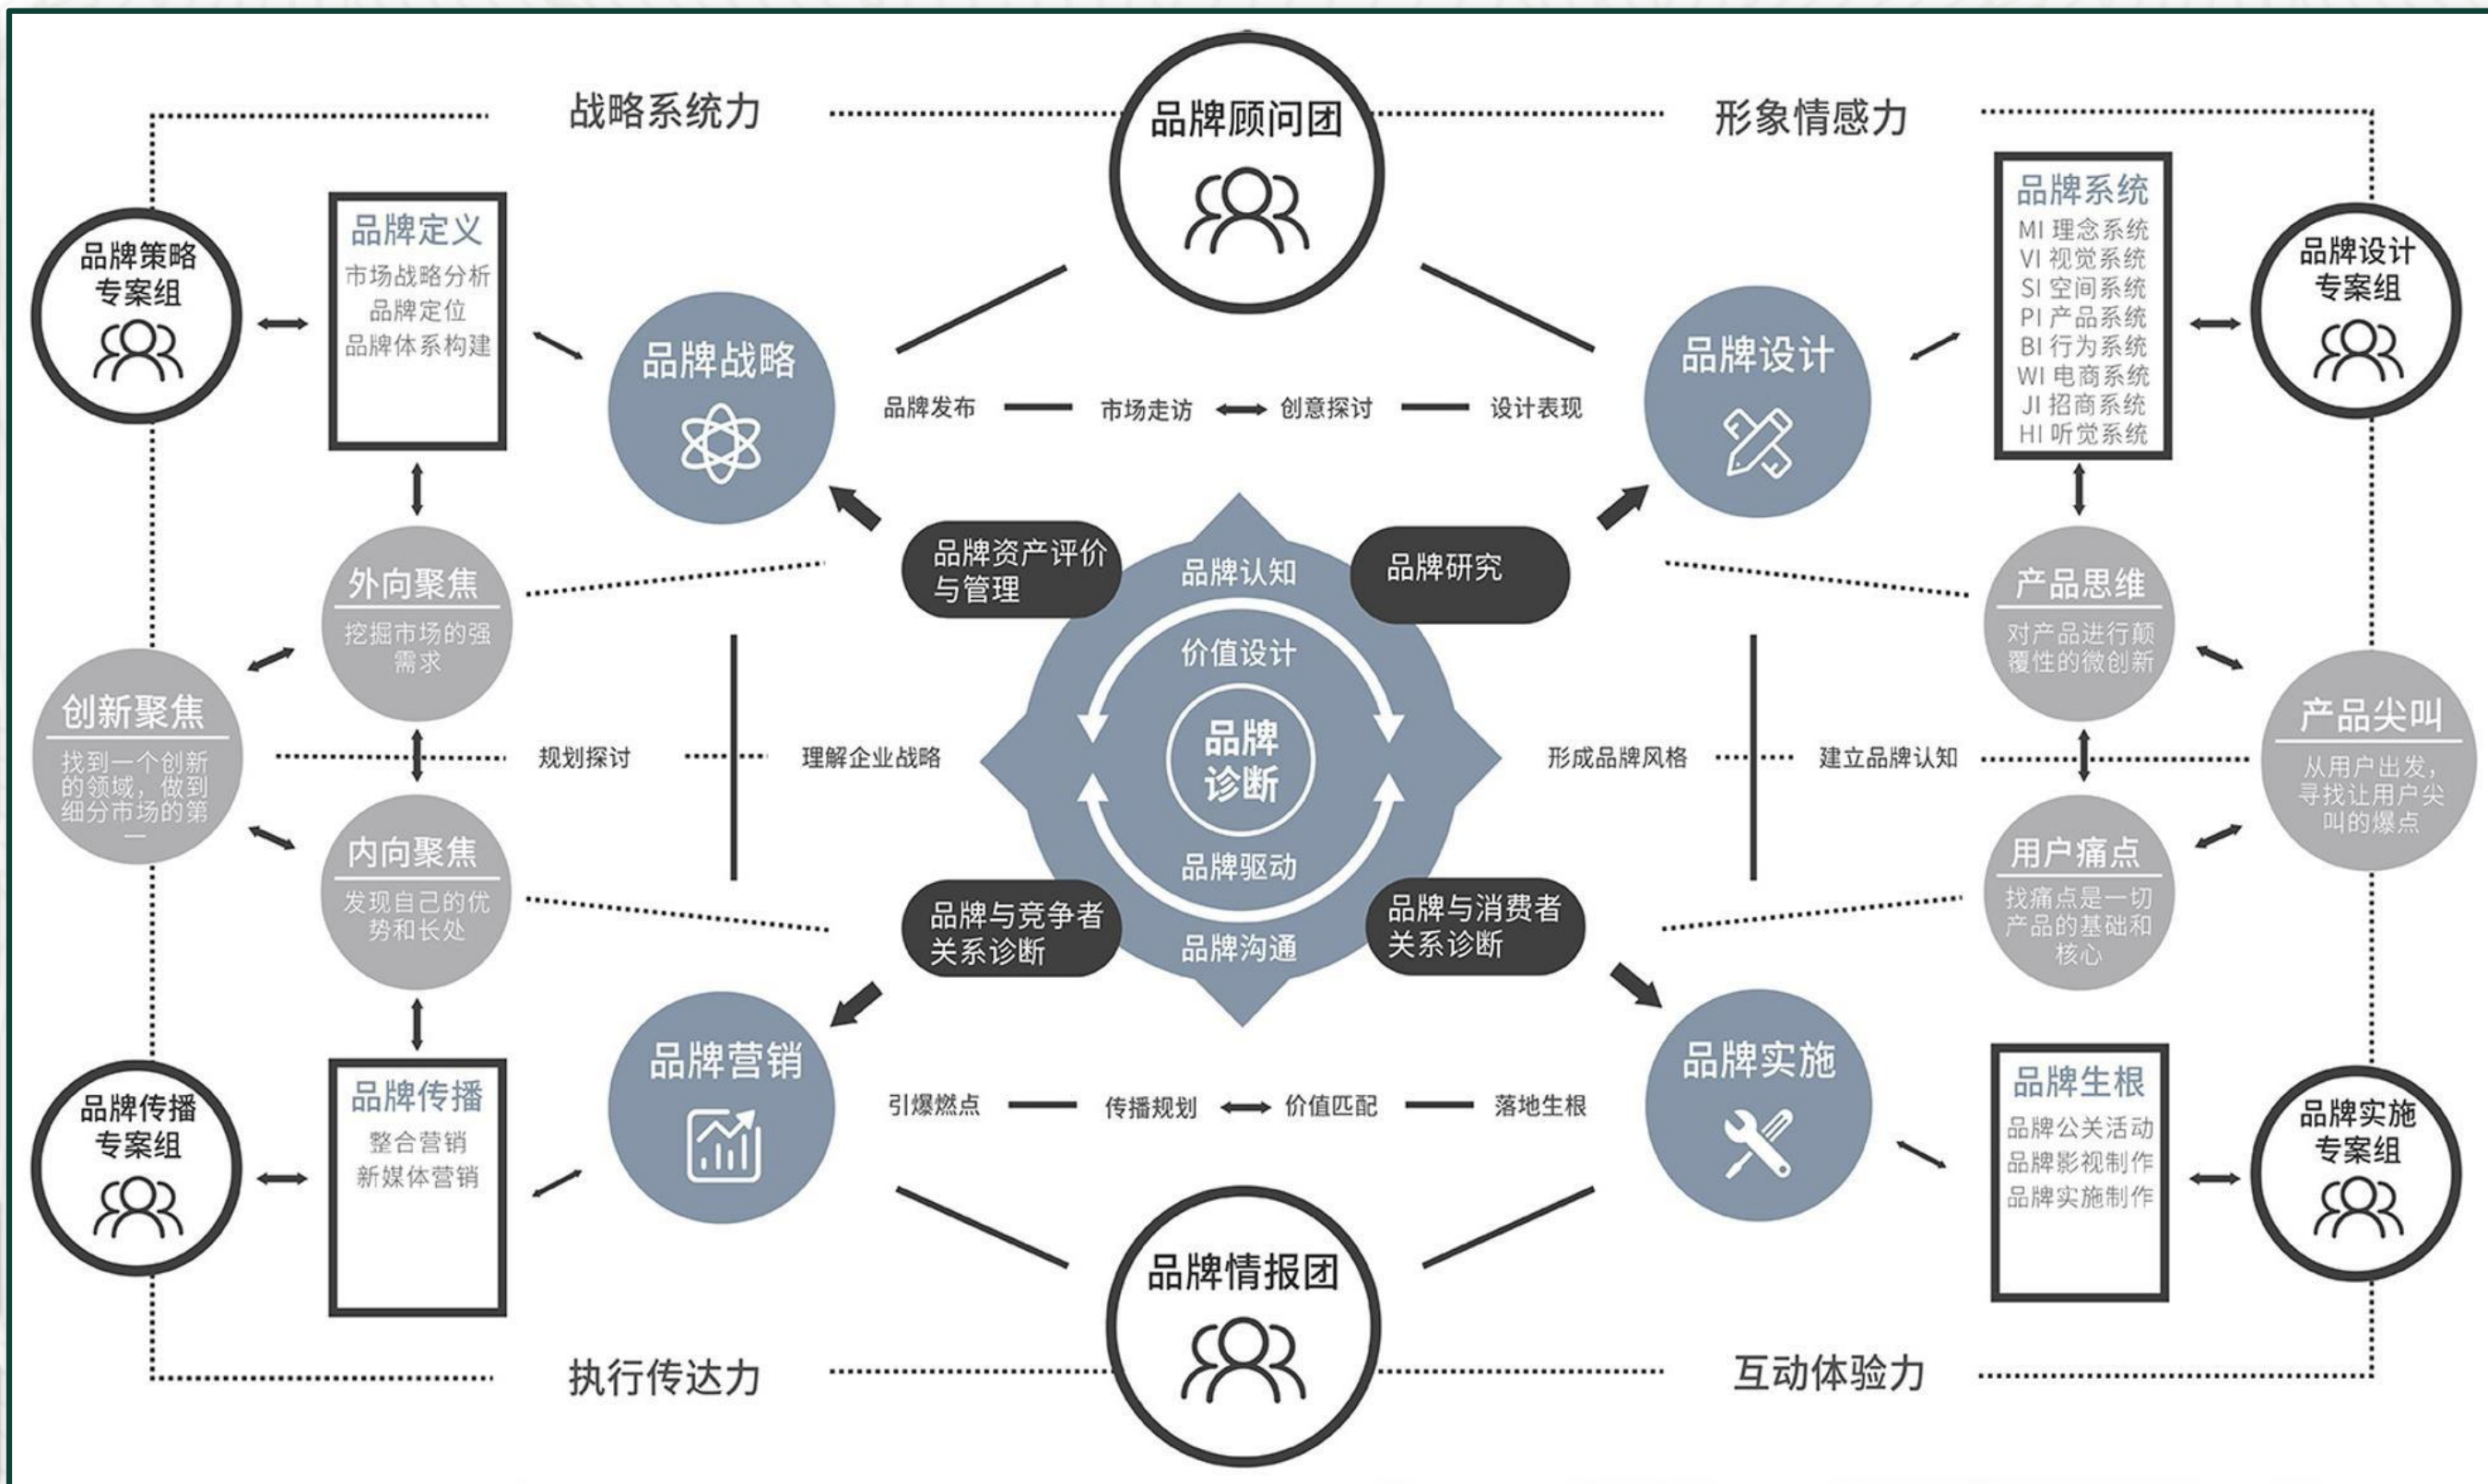 战略系统力
品牌顾问团
形象情感力
品牌策略
专案组
品牌定义
市场战略分析
品牌定位
品牌体系构建
品牌战略
品牌发布
市场走访
创意探讨
设计表现
品牌设计
品牌系统
MI 理念系统
VI 视觉系统
SI 空间系统
PI 产品系统
BI 行为系统
WI 电商系统
JI 招商系统
HI 听觉系统
品牌设计
专案组
外向聚焦
挖掘市场的强
需求
品牌资产评价
与管理
品牌认知
品牌研究
产品思维
对产品进行颠
覆性的微创新
创新聚焦
找到一个创新
的领域，做到
细分市场的第
一
规划探讨
理解企业战略
价值设计
品牌
诊断
品牌驱动
品牌沟通
形成品牌风格
建立品牌认知
产品尖叫
从用户出发，
寻找让用户尖
叫的爆点
内向聚焦
发现自己的优
势和长处
品牌与竞争者
关系诊断
品牌与消费者
关系诊断
用户痛点
找痛点是一切
产品的基础和
核心
品牌传播
专案组
品牌传播
整合营销
新媒体营销
品牌营销
引爆燃点
传播规划
价值匹配
落地生根
品牌实施
品牌生根
品牌公关活动
品牌影视制作
品牌实施制作
品牌实施
专案组
品牌情报团
执行传达力
互动体验力